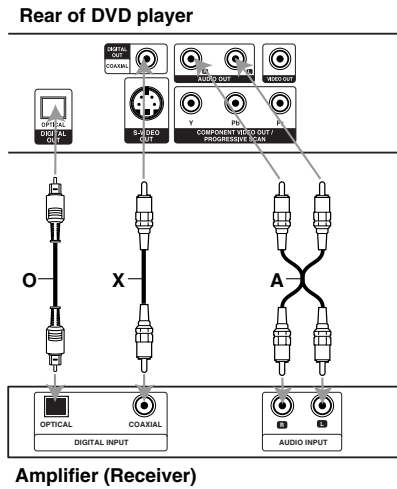 Rear of DVD player
DIGITAL
OUT
COAXIAL
R
L
AUDIO OUT
VIDEO OUT
OPTICAL
DIGITAL
OUT
S-VIDEO
OUT
Y
Pb
Pr
COMPONENT VIDEO OUT /
PROGRESSIVE SCAN
O
X
A
OPTICAL
COAXIAL
DIGITAL INPUT
R
L
AUDIO INPUT
Amplifier (Receiver)